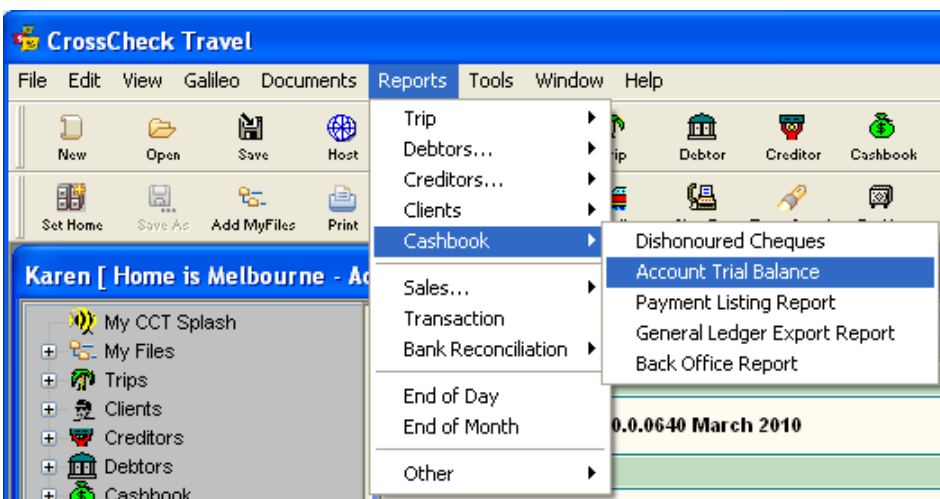 CrossCheck Travel
File Edit View Galileo Documents Reports Tools Window Help
New Open Save Host Debtor Creditor Cashbook
Set Home Save As Add MyFiles Print
Trip
Debtors...
Creditors...
Clients
Cashbook
Sales...
Transaction
Bank Reconciliation
End of Day
End of Month
Other
Dishonoured Cheques
Account Trial Balance
Payment Listing Report
General Ledger Export Report
Back Office Report
Karen [ Home is Melbourne - Ac
My CCT Splash
My Files
Trips
Clients
Creditors
Debtors
Cashbook
0.0.0640 March 2010